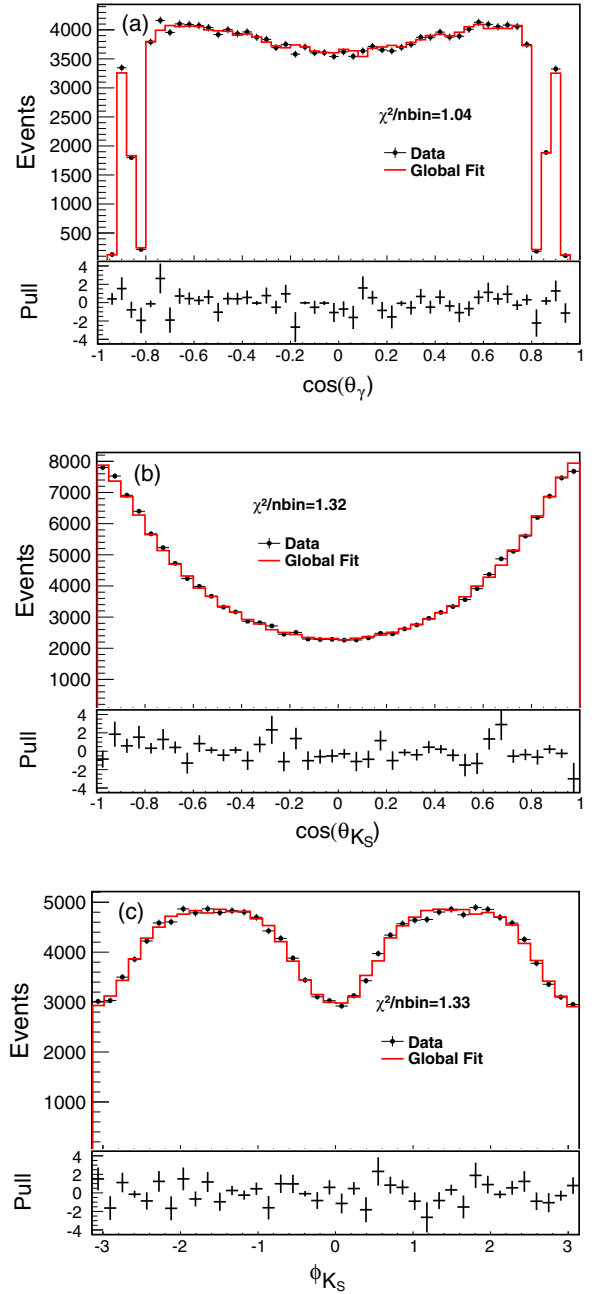 (a)
Events
4000
3500
3000
2500
2000
1500
1000
500
χ²/nbin=1.04
Data
Global Fit
Pull
4
2
0
-2
-4
-1 -0.8 -0.6 -0.4 -0.2 0 0.2 0.4 0.6 0.8 1
cos(θγ)
(b)
Events
8000
7000
6000
5000
4000
3000
2000
1000
χ²/nbin=1.32
Data
Global Fit
Pull
4
2
0
-2
-4
-1 -0.8 -0.6 -0.4 -0.2 0 0.2 0.4 0.6 0.8 1
cos(θKS)
(c)
Events
5000
4000
3000
2000
1000
χ²/nbin=1.33
Data
Global Fit
Pull
4
2
0
-2
-4
-3 -2 -1 0 1 2 3
ϕKS